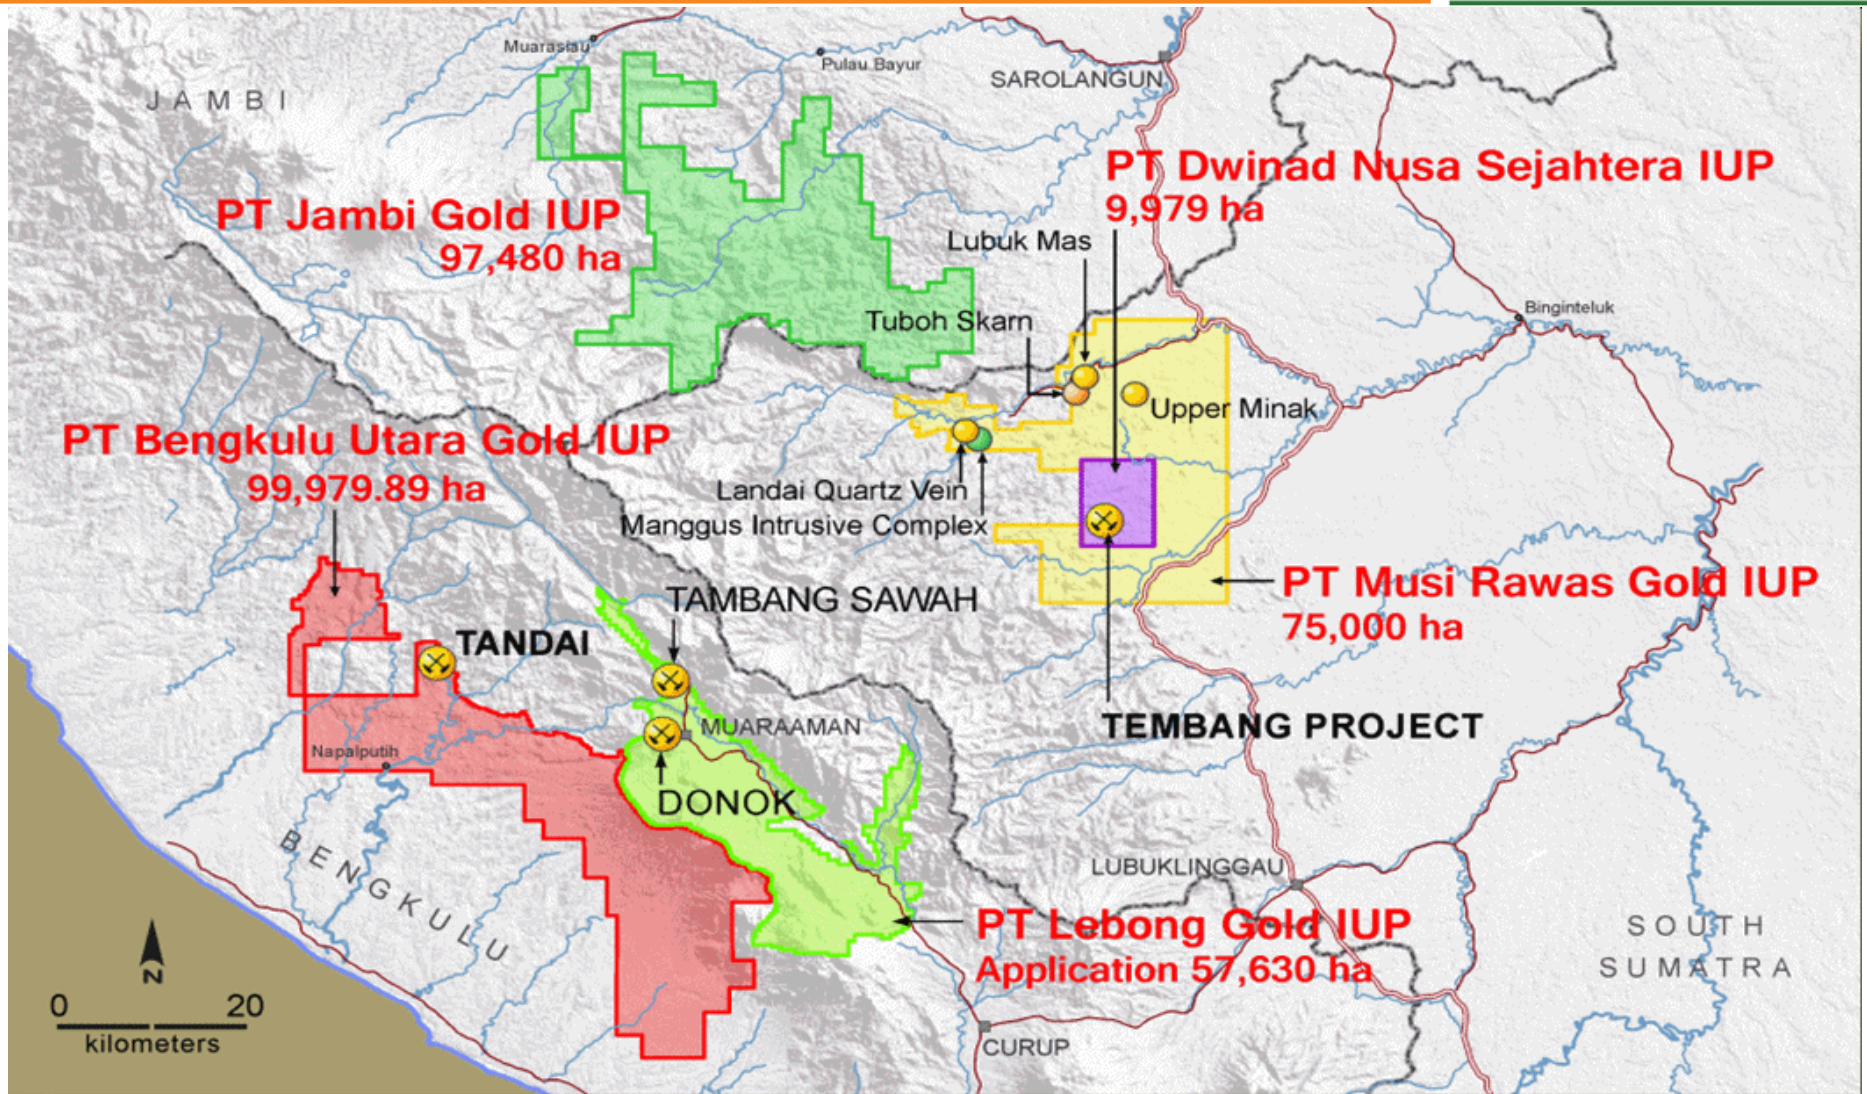 Muarasiau
Pulau Bayur
SAROLANGUN
JAMBI
PT Dwinad Nusa Sejahtera IUP
9,979 ha
PT Jambi Gold IUP
97,480 ha
Lubuk Mas
Tuboh Skarn
Binginteluk
Upper Minak
PT Bengkulu Utara Gold IUP
99,979.89 ha
Landai Quartz Vein
Manggus Intrusive Complex
TAMBANG SAWAH
PT Musi Rawas Gold IUP
75,000 ha
TANDAI
MUARAAMAN
TEMBANG PROJECT
Napalputih
DONOK
BENGKULU
LUBUKLINGGAU
PT Lebong Gold IUP
Application 57,630 ha
SOUTH
SUMATRA
N
0 20
kilometers
CURUP